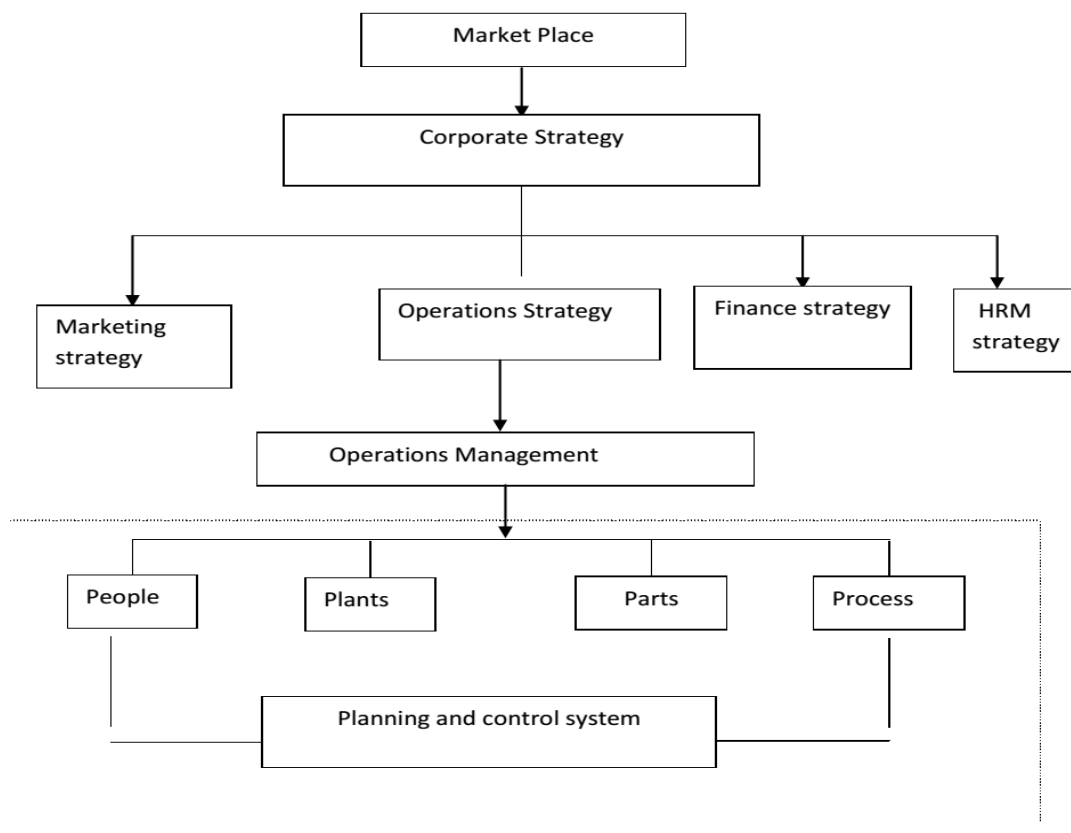 Market Place
Corporate Strategy
Marketing
strategy
Operations Strategy
Finance strategy
HRM
strategy
Operations Management
People
Plants
Parts
Process
Planning and control system